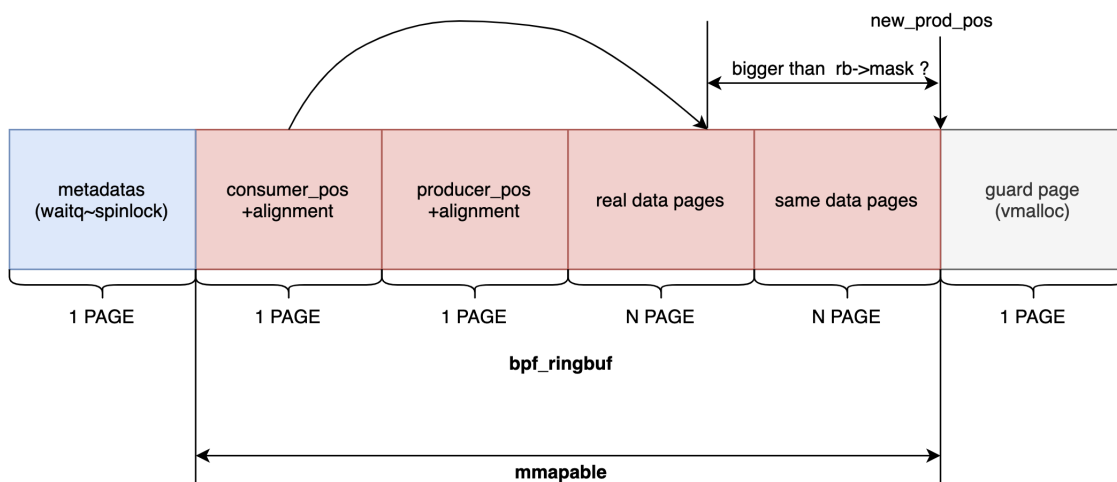 new_prod_pos
bigger than rb->mask ?
metadatas
(waitq~spinlock)
consumer_pos
+alignment
producer_pos
+alignment
real data pages
same data pages
guard page
(vmalloc)
1 PAGE
1 PAGE
1 PAGE
N PAGE
N PAGE
1 PAGE
bpf_ringbuf
mmapable